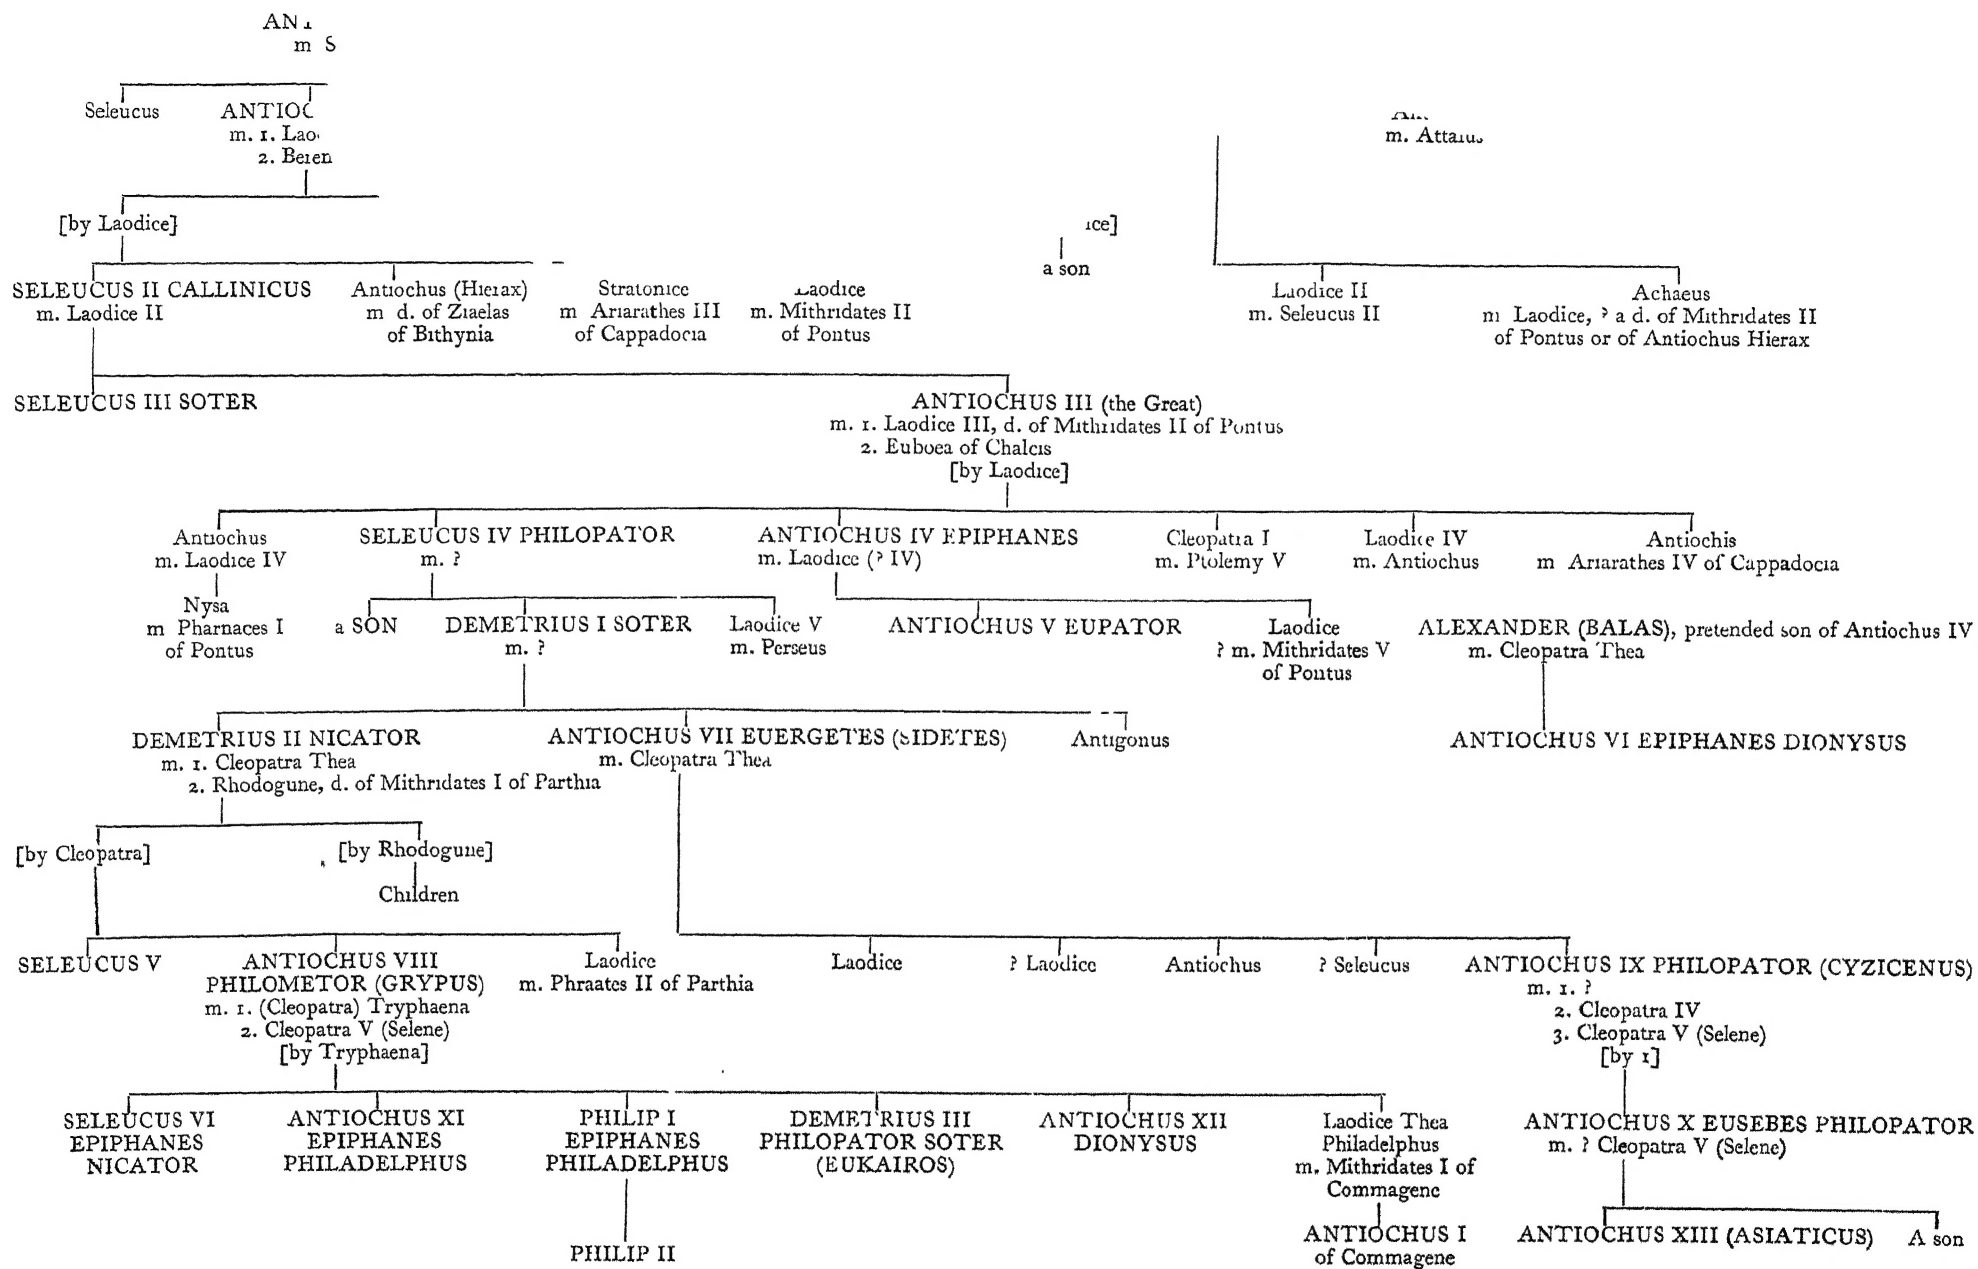 m S
Seleucus
m. 1.
2.
m.
[by Laodice]
a son
SELEUCUS II CALLINICUS
m. Laodice II
Antiochus (Hierax)
m d. of Ziaelas
of Bithynia
Stratonice
m Ariarathes III
of Cappadocia
Laodice
m. Mithridates II
of Pontus
Laodice II
m. Seleucus II
Achaeus
m Laodice, ? a d. of Mithridates II
of Pontus or of Antiochus Hierax
SELEUCUS III SOTER
ANTIOCHUS III (the Great)
m. 1. Laodice III, d. of Mithridates II of Pontus
2. Euboea of Chalcis
[by Laodice]
Antiochus
m. Laodice IV
SELEUCUS IV PHILOPATOR
m. ?
ANTIOCHUS IV EPIPHANES
m. Laodice (? IV)
Cleopatra I
m. Ptolemy V
Laodice IV
m. Antiochus
Antiochis
m Ariarathes IV of Cappadocia
Nysa
m Pharnaces I
of Pontus
a SON
DEMETRIUS I SOTER
m. ?
Laodice V
m. Perseus
ANTIOCHUS V EUPATOR
Laodice
? m. Mithridates V
of Pontus
ALEXANDER (BALAS), pretended son of Antiochus IV
m. Cleopatra Thea
DEMETRIUS II NICATOR
m. 1. Cleopatra Thea
2. Rhodogune, d. of Mithridates I of Parthia
ANTIOCHUS VII EUERGETES (SIDETES)
m. Cleopatra Thea
Antigonus
ANTIOCHUS VI EPIPHANES DIONYSUS
[by Cleopatra]
[by Rhodogune]
Children
SELEUCUS V
ANTIOCHUS VIII
PHILOMETOR (GRYPUS)
m. 1. (Cleopatra) Tryphaena
2. Cleopatra V (Selene)
[by Tryphaena]
Laodice
m. Phraates II of Parthia
Laodice
? Laodice
Antiochus
? Seleucus
ANTIOCHUS IX PHILOPATOR (CYZICENUS)
m. 1. ?
2. Cleopatra IV
3. Cleopatra V (Selene)
[by 1]
SELEUCUS VI
EPIPHANES
NICATOR
ANTIOCHUS XI
EPIPHANES
PHILADELPHUS
PHILIP I
EPIPHANES
PHILADELPHUS
DEMETRIUS III
PHILOPATOR SOTER
(EUKAIROS)
ANTIOCHUS XII
DIONYSUS
Laodice Thea
Philadelphus
m. Mithridates I of
Commagene
ANTIOCHUS X EUSEBES PHILOPATOR
m. ? Cleopatra V (Selene)
PHILIP II
ANTIOCHUS I
of Commagene
ANTIOCHUS XIII (ASIATICUS)
A son